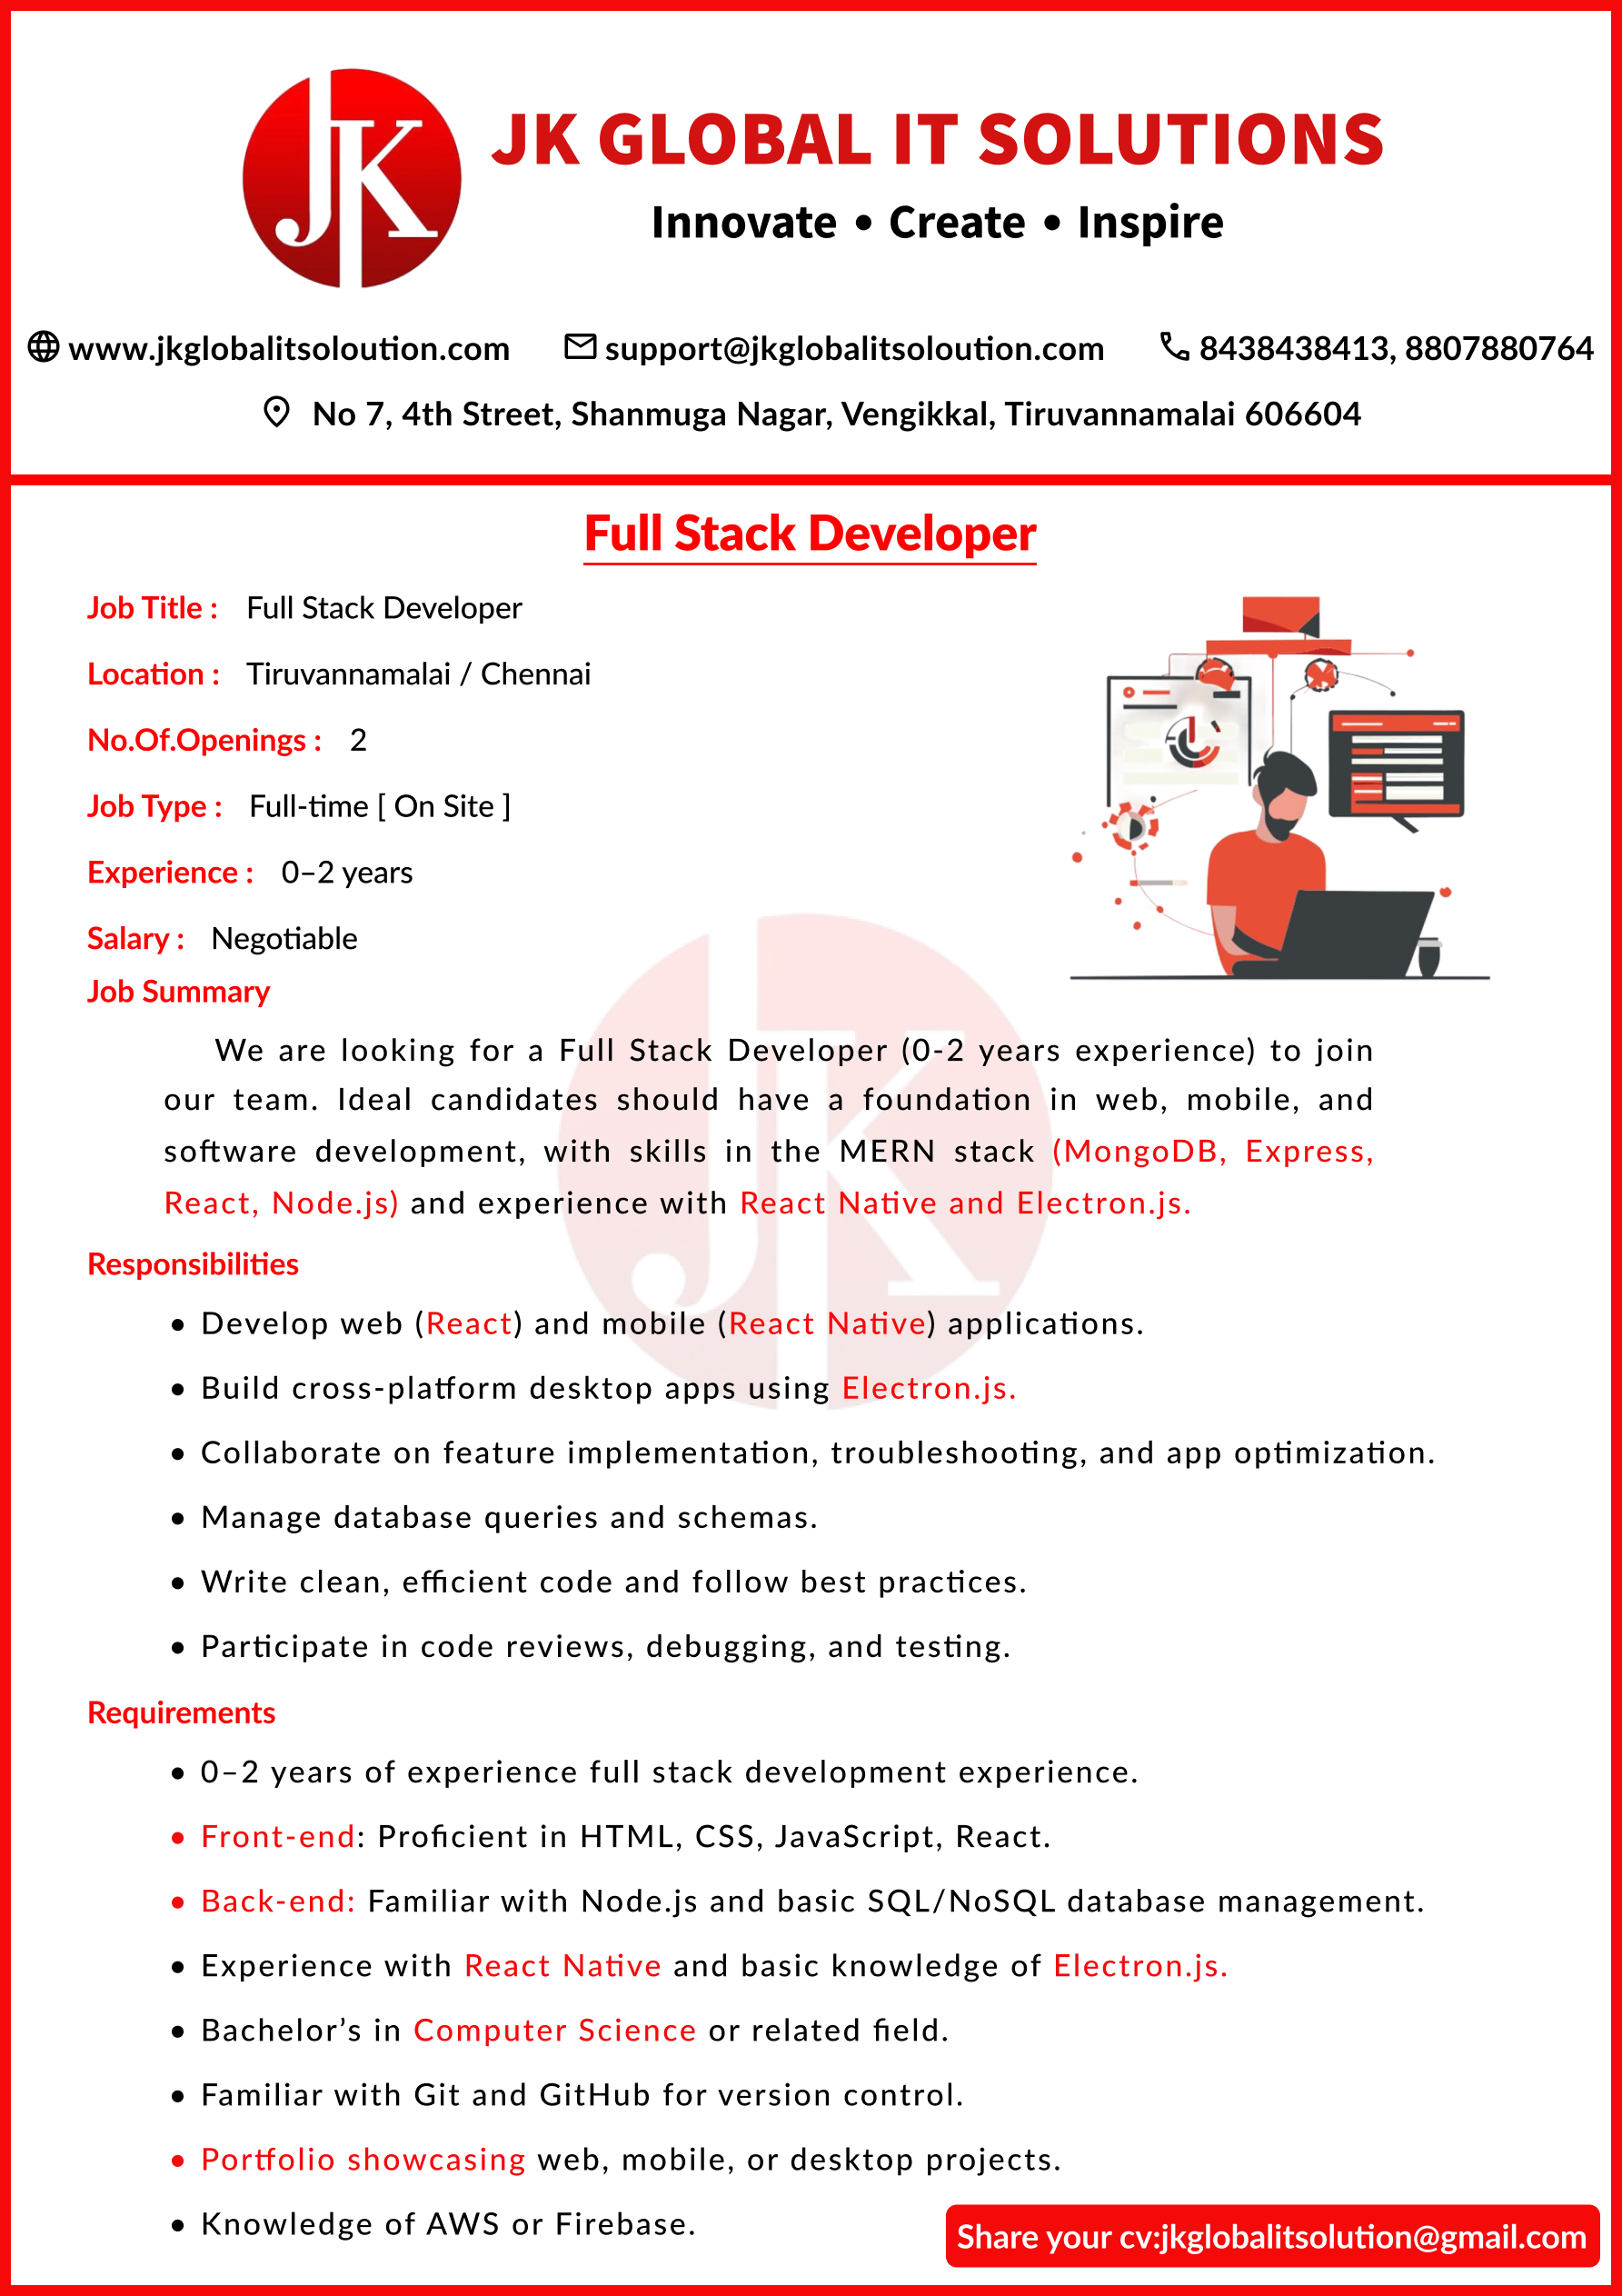 JK
JK GLOBAL IT SOLUTIONS
Innovate • Create • Inspire
www.jkglobalitsoloution.com support@jkglobalitsoloution.com 8438438413, 8807880764
No 7, 4th Street, Shanmuga Nagar, Vengikkal, Tiruvannamalai 606604
Full Stack Developer
Job Title : Full Stack Developer
Location : Tiruvannamalai / Chennai
No.Of.Openings : 2
Job Type : Full-time [ On Site ]
Experience : 0–2 years
Salary : Negotiable
Job Summary
We are looking for a Full Stack Developer (0-2 years experience) to join
our team. Ideal candidates should have a foundation in web, mobile, and
software development, with skills in the MERN stack (MongoDB, Express,
React, Node.js) and experience with React Native and Electron.js.
JK
Responsibilities
• Develop web (React) and mobile (React Native) applications.
• Build cross-platform desktop apps using Electron.js.
• Collaborate on feature implementation, troubleshooting, and app optimization.
• Manage database queries and schemas.
• Write clean, efficient code and follow best practices.
• Participate in code reviews, debugging, and testing.
Requirements
• 0–2 years of experience full stack development experience.
• Front-end: Proficient in HTML, CSS, JavaScript, React.
• Back-end: Familiar with Node.js and basic SQL/NoSQL database management.
• Experience with React Native and basic knowledge of Electron.js.
• Bachelor’s in Computer Science or related field.
• Familiar with Git and GitHub for version control.
• Portfolio showcasing web, mobile, or desktop projects.
• Knowledge of AWS or Firebase.
Share your cv:jkglobalitsolution@gmail.com